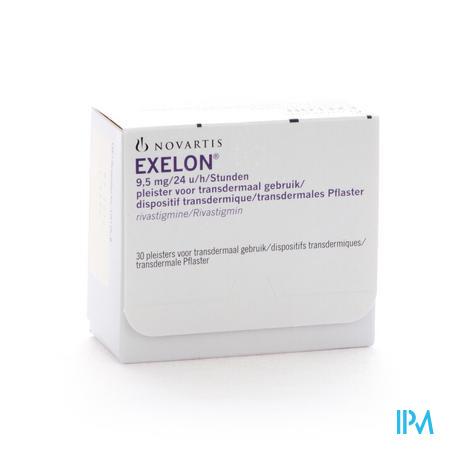 NOVARTIS
EXELON®
9,5 mg/24 u/h/Stunden
pleister voor transdermaal gebruik/
dispositif transdermique/transdermales Pflaster
rivastigmine/Rivastigmin
30 pleisters voor transdermaal gebruik/dispositifs transdermiques/
transdermale Pflaster
IPM